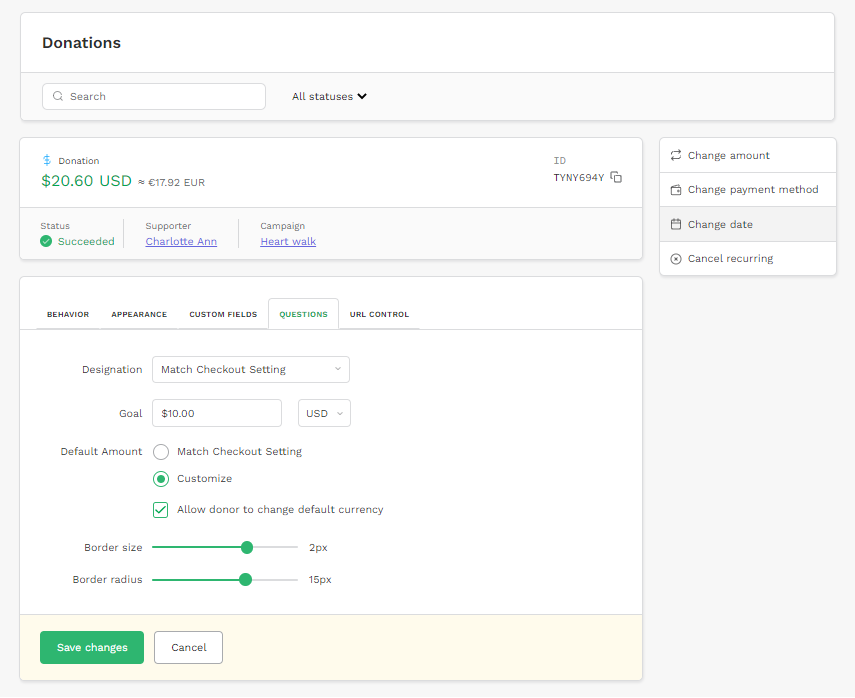 Donations
Search
All statuses
Donation
$20.60 USD ≈ €17.92 EUR
ID
TYNY694Y
Status
Succeeded
Supporter
Charlotte Ann
Campaign
Heart walk
Change amount
Change payment method
Change date
Cancel recurring
BEHAVIOR APPEARANCE CUSTOM FIELDS QUESTIONS URL CONTROL
Designation Match Checkout Setting
Goal $10.00 USD
Default Amount Match Checkout Setting
Customize
Allow donor to change default currency
Border size 2px
Border radius 15px
Save changes Cancel